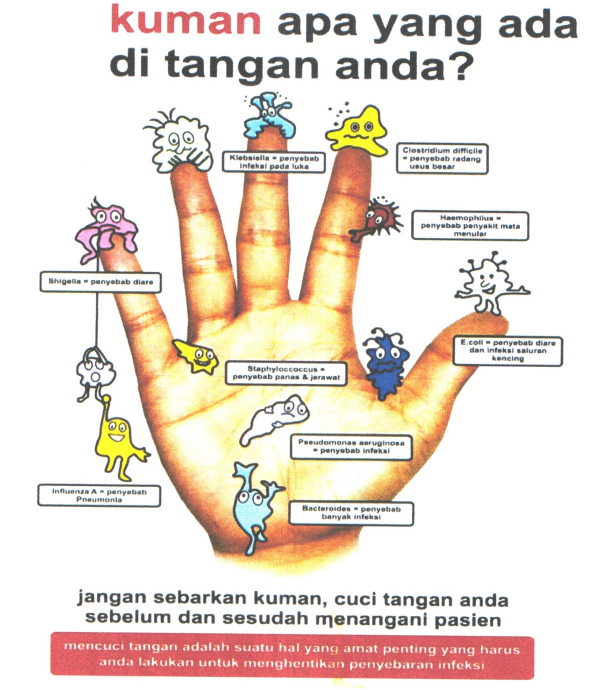 kuman apa yang ada
di tangan anda?
Klebsiella = penyebab
infeksi pada luka
Clostridium difficile
= penyebab radang
usus besar
Haemophilus =
penyebab penyakit mata
menular
Shigella = penyebab diare
E.coli = penyebab diare
dan infeksi saluran
kencing
Staphyloccoccus =
penyebab panas & jerawat
Pseudomonas aeruginosa
= penyebab infeksi
Influenza A = penyebab
Pneumonia
Bacteroides = penyebab
banyak infeksi
jangan sebarkan kuman, cuci tangan anda
sebelum dan sesudah menangani pasien
mencuci tangan adalah suatu hal yang amat penting yang harus
anda lakukan untuk menghentikan penyebaran infeksi